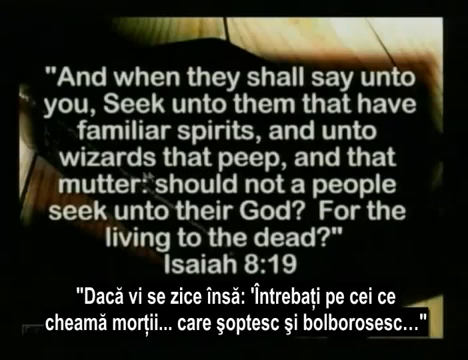 "And when they shall say unto
you, Seek unto them that have
familiar spirits, and unto
wizards that peep, and that
mutter: should not a people
seek unto their God?  For the
living to the dead?"
Isaiah 8:19
"Dacă vi se zice însă: 'Întrebaţi pe cei ce
cheamă morţii... care şoptesc şi bolborosesc…"